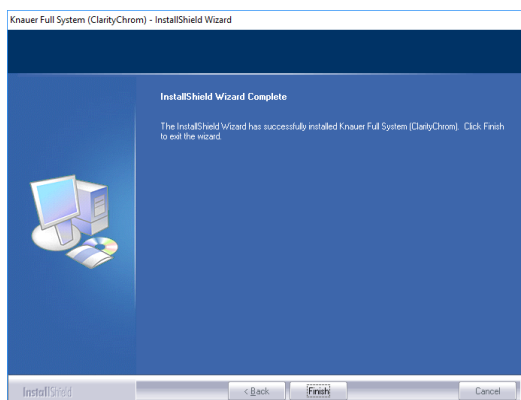 Knauer Full System (ClarityChrom) - InstallShield Wizard
InstallShield Wizard Complete
The InstallShield Wizard has successfully installed Knauer Full System (ClarityChrom). Click Finish
to exit the wizard.
InstallShield
< Back
Finish
Cancel